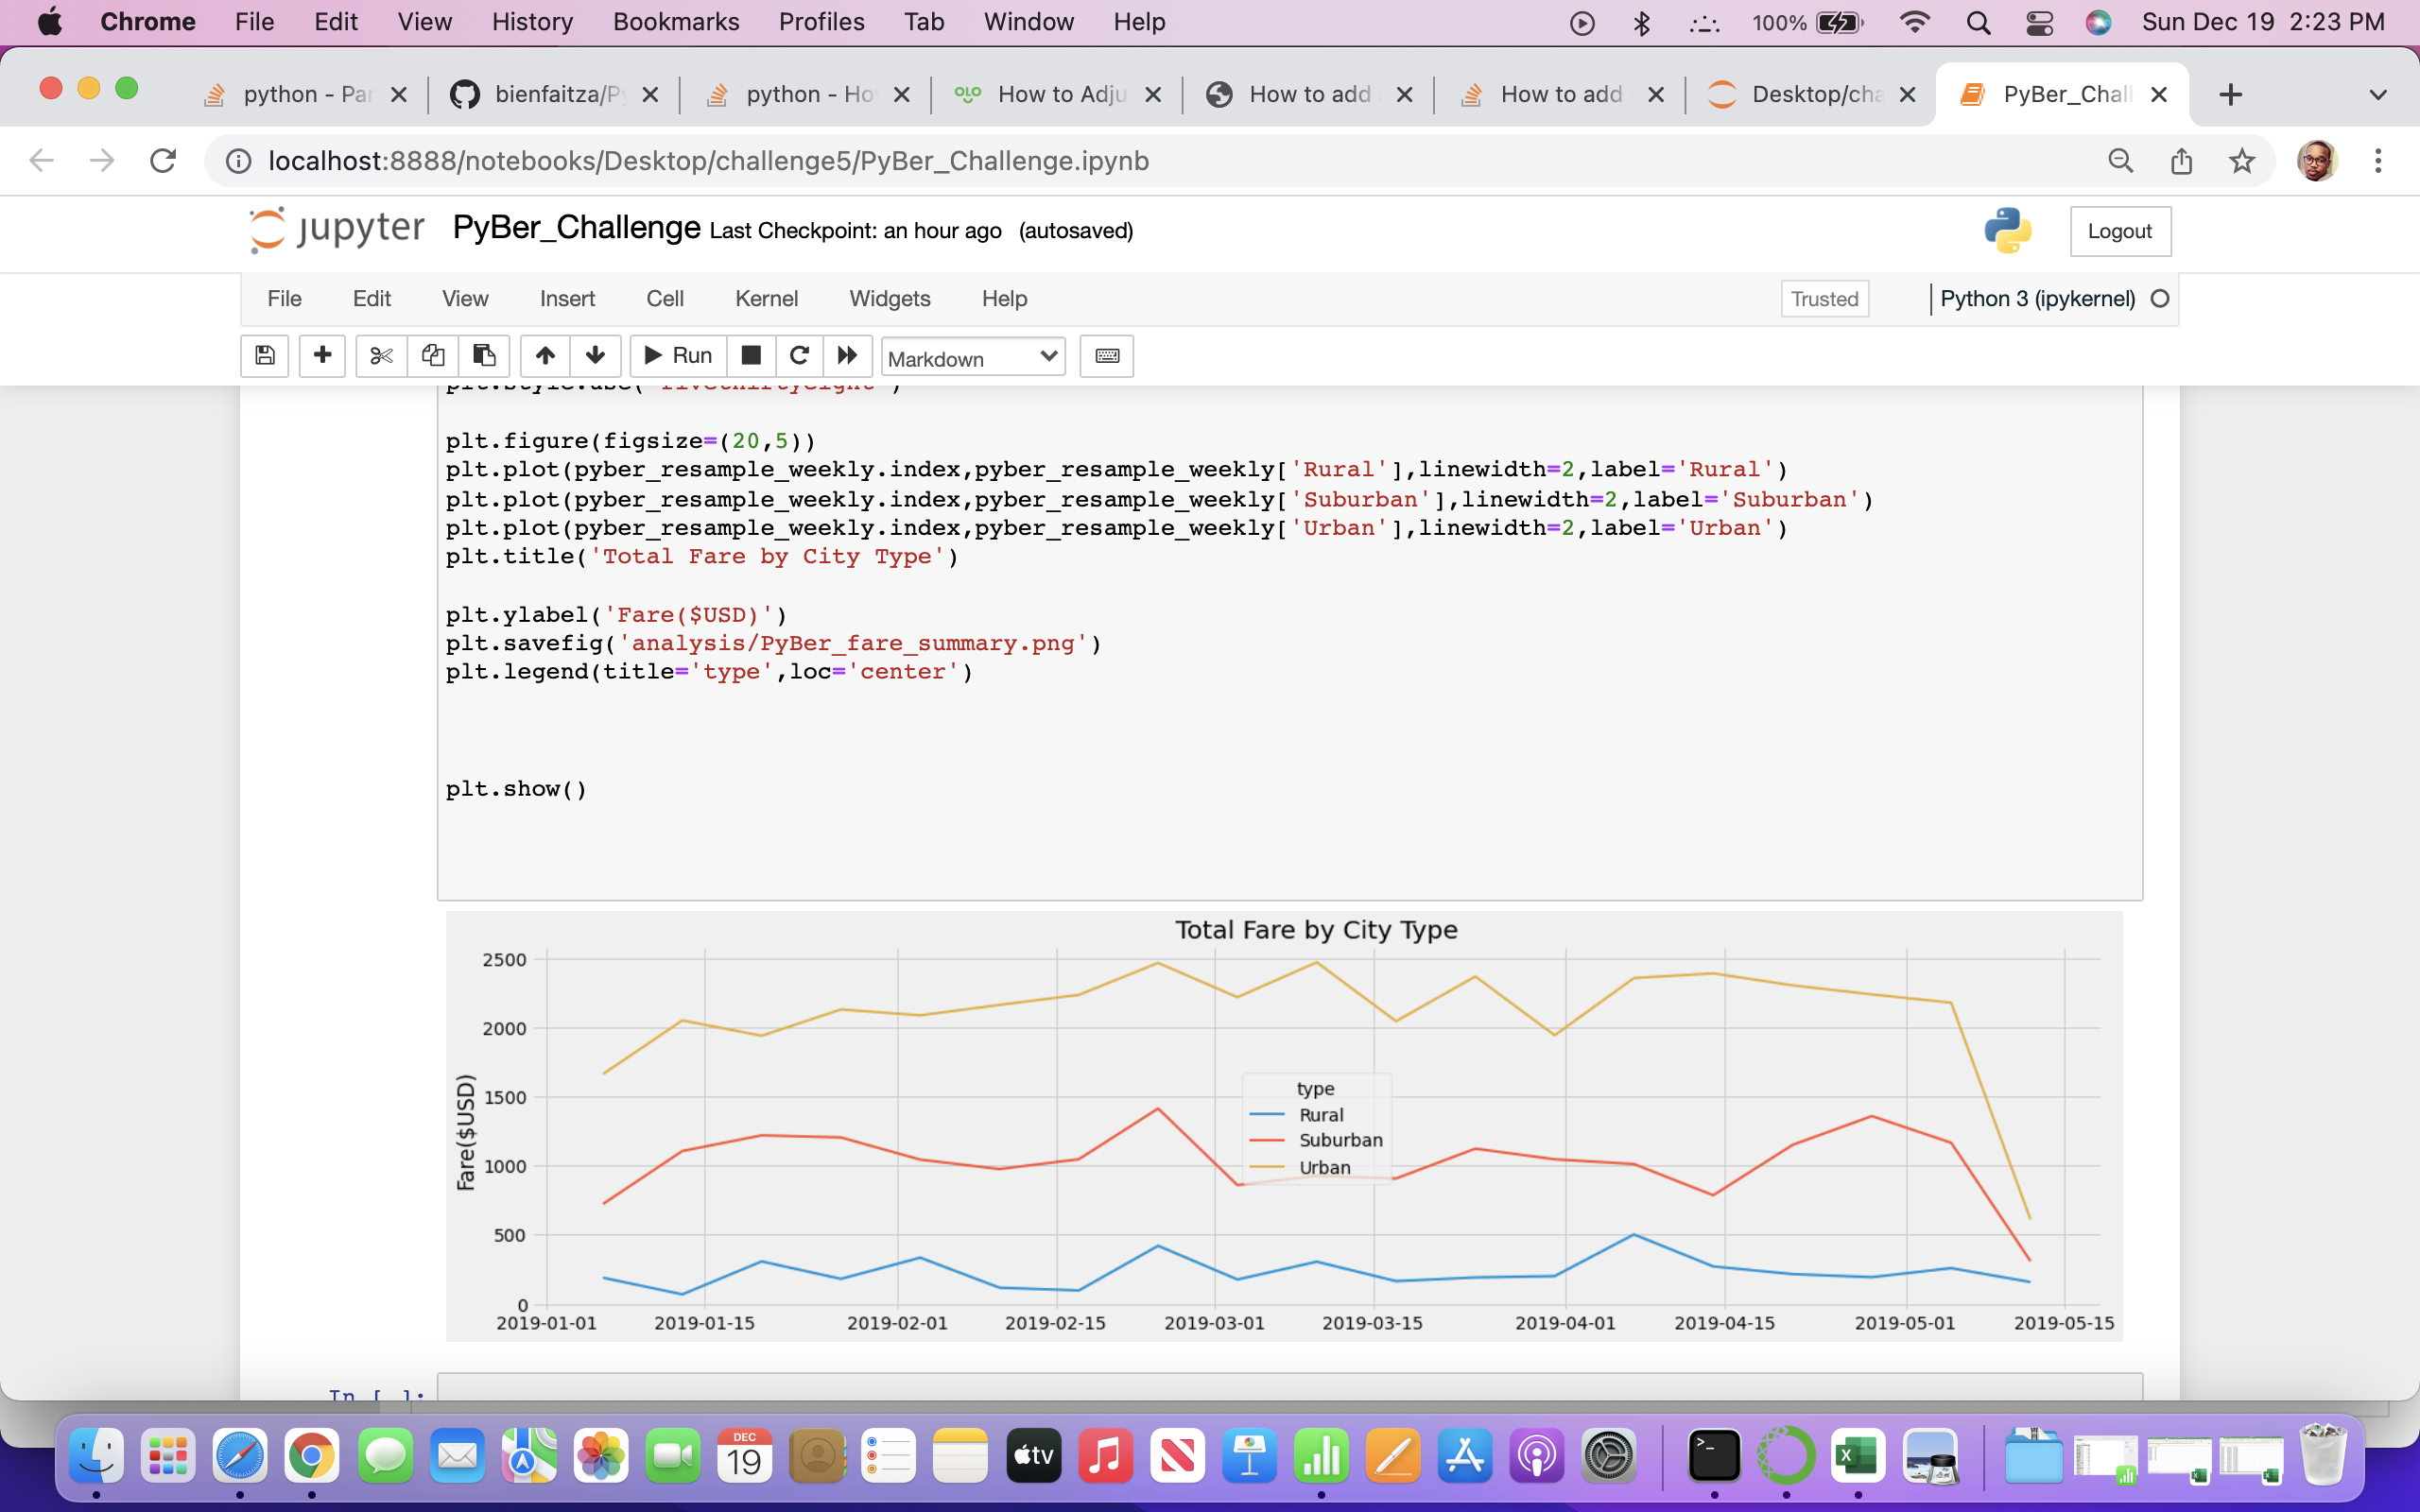 Chrome File Edit View History Bookmarks Profiles Tab Window Help 100% Sun Dec 19 2:23 PM
python - Par bienfaitza/Py python - Ho How to Adju How to add How to add Desktop/cha PyBer_Chall
localhost:8888/notebooks/Desktop/challenge5/PyBer_Challenge.ipynb
jupyter PyBer_Challenge Last Checkpoint: an hour ago (autosaved) Logout
File Edit View Insert Cell Kernel Widgets Help Trusted Python 3 (ipykernel)
Run Markdown
plt.style.use('fivethirtyeight')
plt.figure(figsize=(20,5))
plt.plot(pyber_resample_weekly.index,pyber_resample_weekly['Rural'],linewidth=2,label='Rural')
plt.plot(pyber_resample_weekly.index,pyber_resample_weekly['Suburban'],linewidth=2,label='Suburban')
plt.plot(pyber_resample_weekly.index,pyber_resample_weekly['Urban'],linewidth=2,label='Urban')
plt.title('Total Fare by City Type')
plt.ylabel('Fare($USD)')
plt.savefig('analysis/PyBer_fare_summary.png')
plt.legend(title='type',loc='center')
plt.show()
Total Fare by City Type
2500
2000
1500
1000
500
0
Fare($USD)
type
Rural
Suburban
Urban
2019-01-01 2019-01-15 2019-02-01 2019-02-15 2019-03-01 2019-03-15 2019-04-01 2019-04-15 2019-05-01 2019-05-15
In [ ]:
DEC
19
tv